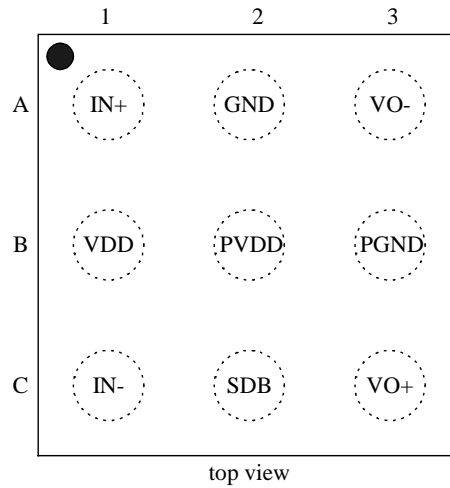 1 2 3
A IN+ GND VO-
B VDD PVDD PGND
C IN- SDB VO+
top view